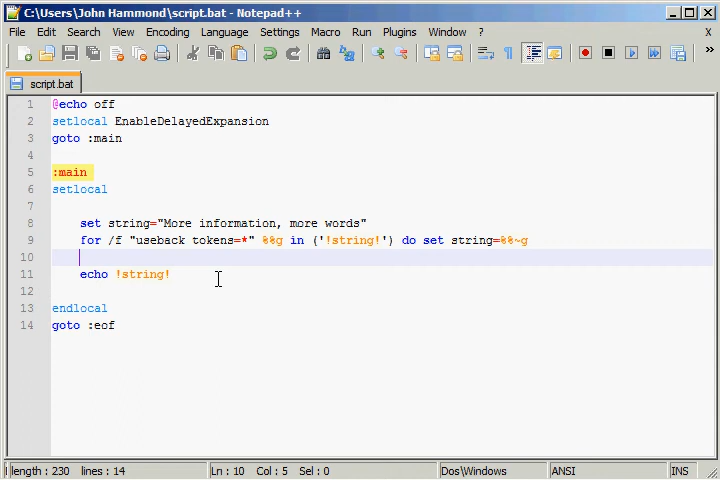 C:\Users\John Hammond\script.bat - Notepad++
File Edit Search View Encoding Language Settings Macro Run Plugins Window ? X
script.bat
1 @echo off
2 setlocal EnableDelayedExpansion
3 goto :main
4
5 :main
6 setlocal
7
8 set string="More information, more words"
9 for /f "useback tokens=*" %%g in ('!string!') do set string=%%~g
10
11 echo !string!
12
13 endlocal
14 goto :eof
length : 230 lines : 14 Ln : 10 Col : 5 Sel : 0 Dos\Windows ANSI INS